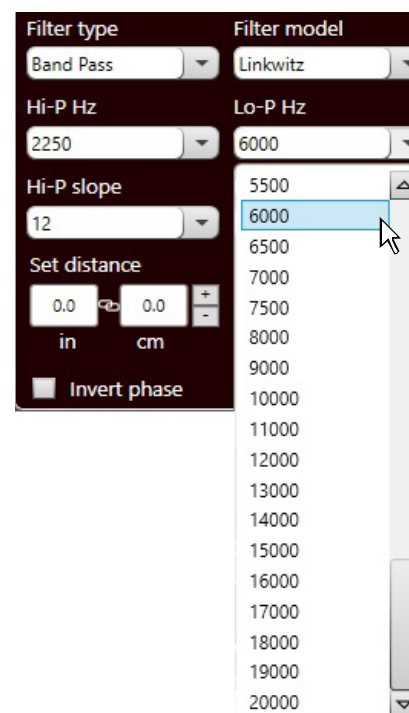 Filter type Filter model
Band Pass Linkwitz
Hi-P Hz Lo-P Hz
2250 6000
Hi-P slope
12
Set distance
0.0 0.0 + -
in cm
Invert phase
5500
6000
6500
7000
7500
8000
9000
10000
11000
12000
13000
14000
15000
16000
17000
18000
19000
20000